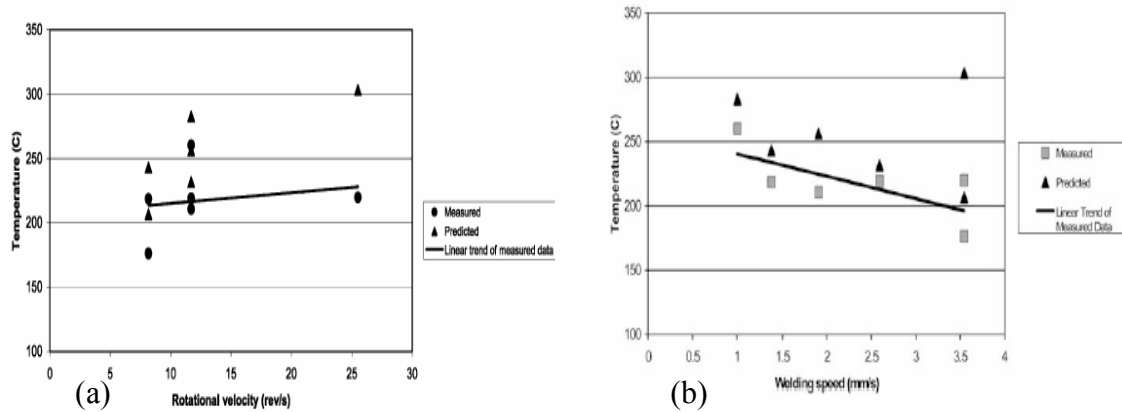 350
300
250
200
150
100
0 5 10 15 20 25 30
Temperature (C)
Rotational velocity (rev/s)
Measured
Predicted
Linear trend of measured data
(a)
350
300
250
200
250
100
0 0.5 1 1.5 2 2.5 3 3.5 4
Temperature (C)
Welding speed (mm/s)
Measured
Predicted
Linear Trend of
Measured Data
(b)